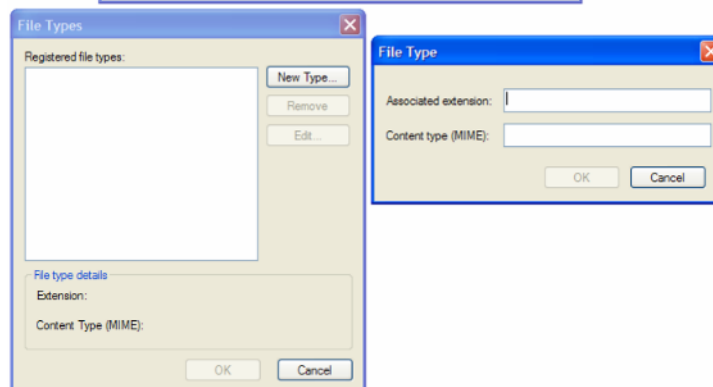 File Types
Registered file types:
New Type...
Remove
Edit...
File type details
Extension:
Content Type (MIME):
OK Cancel
File Type
Associated extension:
Content type (MIME):
OK Cancel